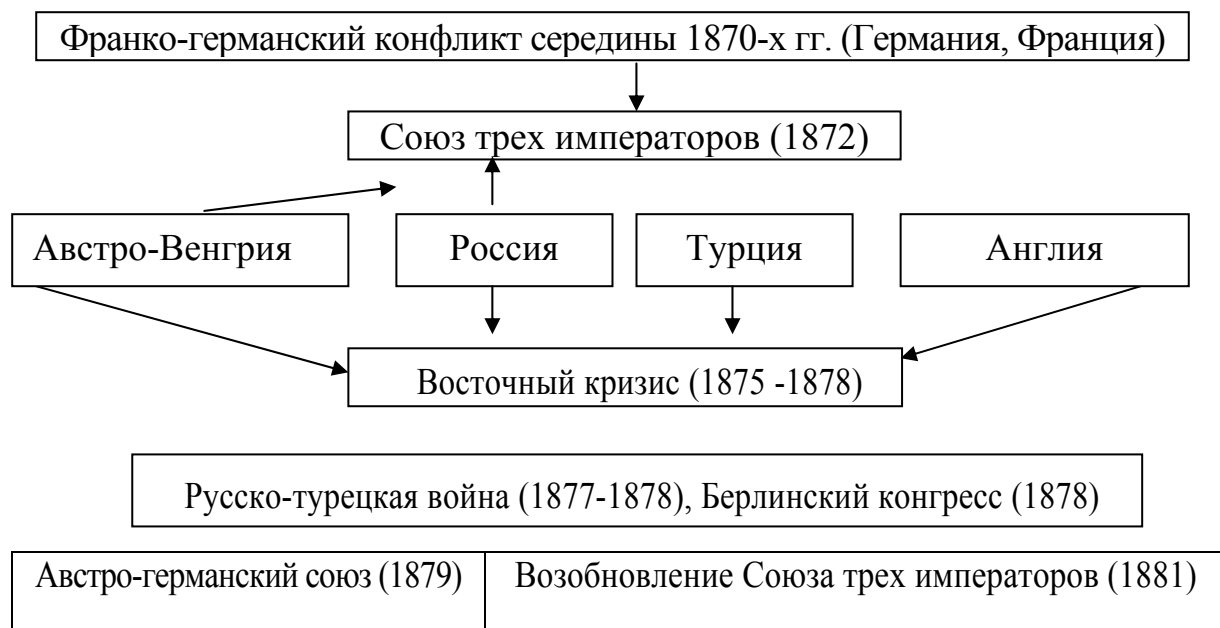 Франко-германский конфликт середины 1870-х гг. (Германия, Франция)
Союз трех императоров (1872)
Австро-Венгрия
Россия
Турция
Англия
Восточный кризис (1875 -1878)
Русско-турецкая война (1877-1878), Берлинский конгресс (1878)
Австро-германский союз (1879)
Возобновление Союза трех императоров (1881)